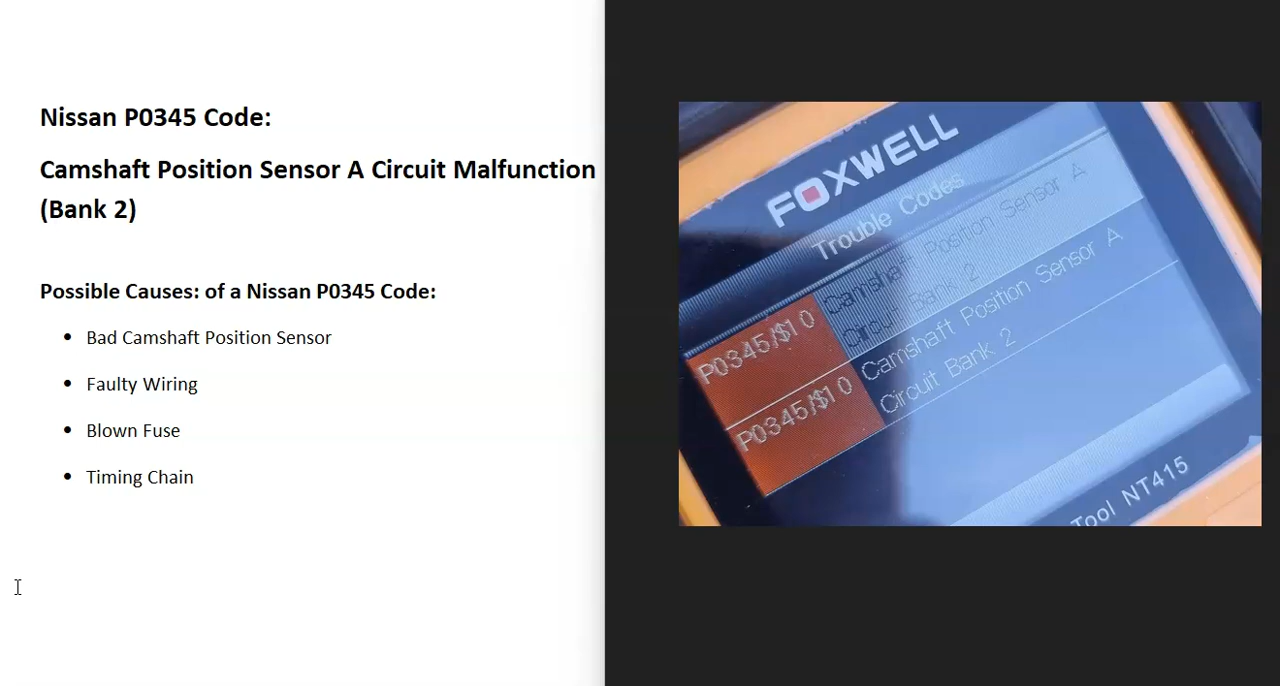 Nissan P0345 Code:
Camshaft Position Sensor A Circuit Malfunction
(Bank 2)
Possible Causes: of a Nissan P0345 Code:
• Bad Camshaft Position Sensor
• Faulty Wiring
• Blown Fuse
• Timing Chain
FOXWELL
Trouble Codes
P0345/$10 Camshaft Position Sensor A
Circuit Bank 2
P0345/$10 Camshaft Position Sensor A
Circuit Bank 2
Tool NT415